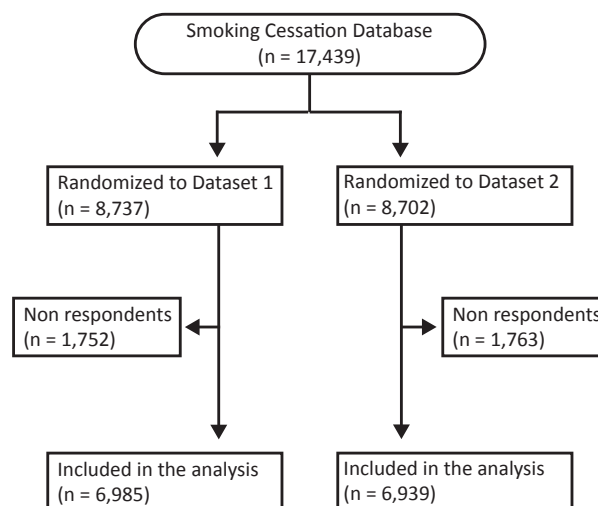 Smoking Cessation Database
(n = 17,439)
Randomized to Dataset 1
(n = 8,737)
Randomized to Dataset 2
(n = 8,702)
Non respondents
(n = 1,752)
Non respondents
(n = 1,763)
Included in the analysis
(n = 6,985)
Included in the analysis
(n = 6,939)